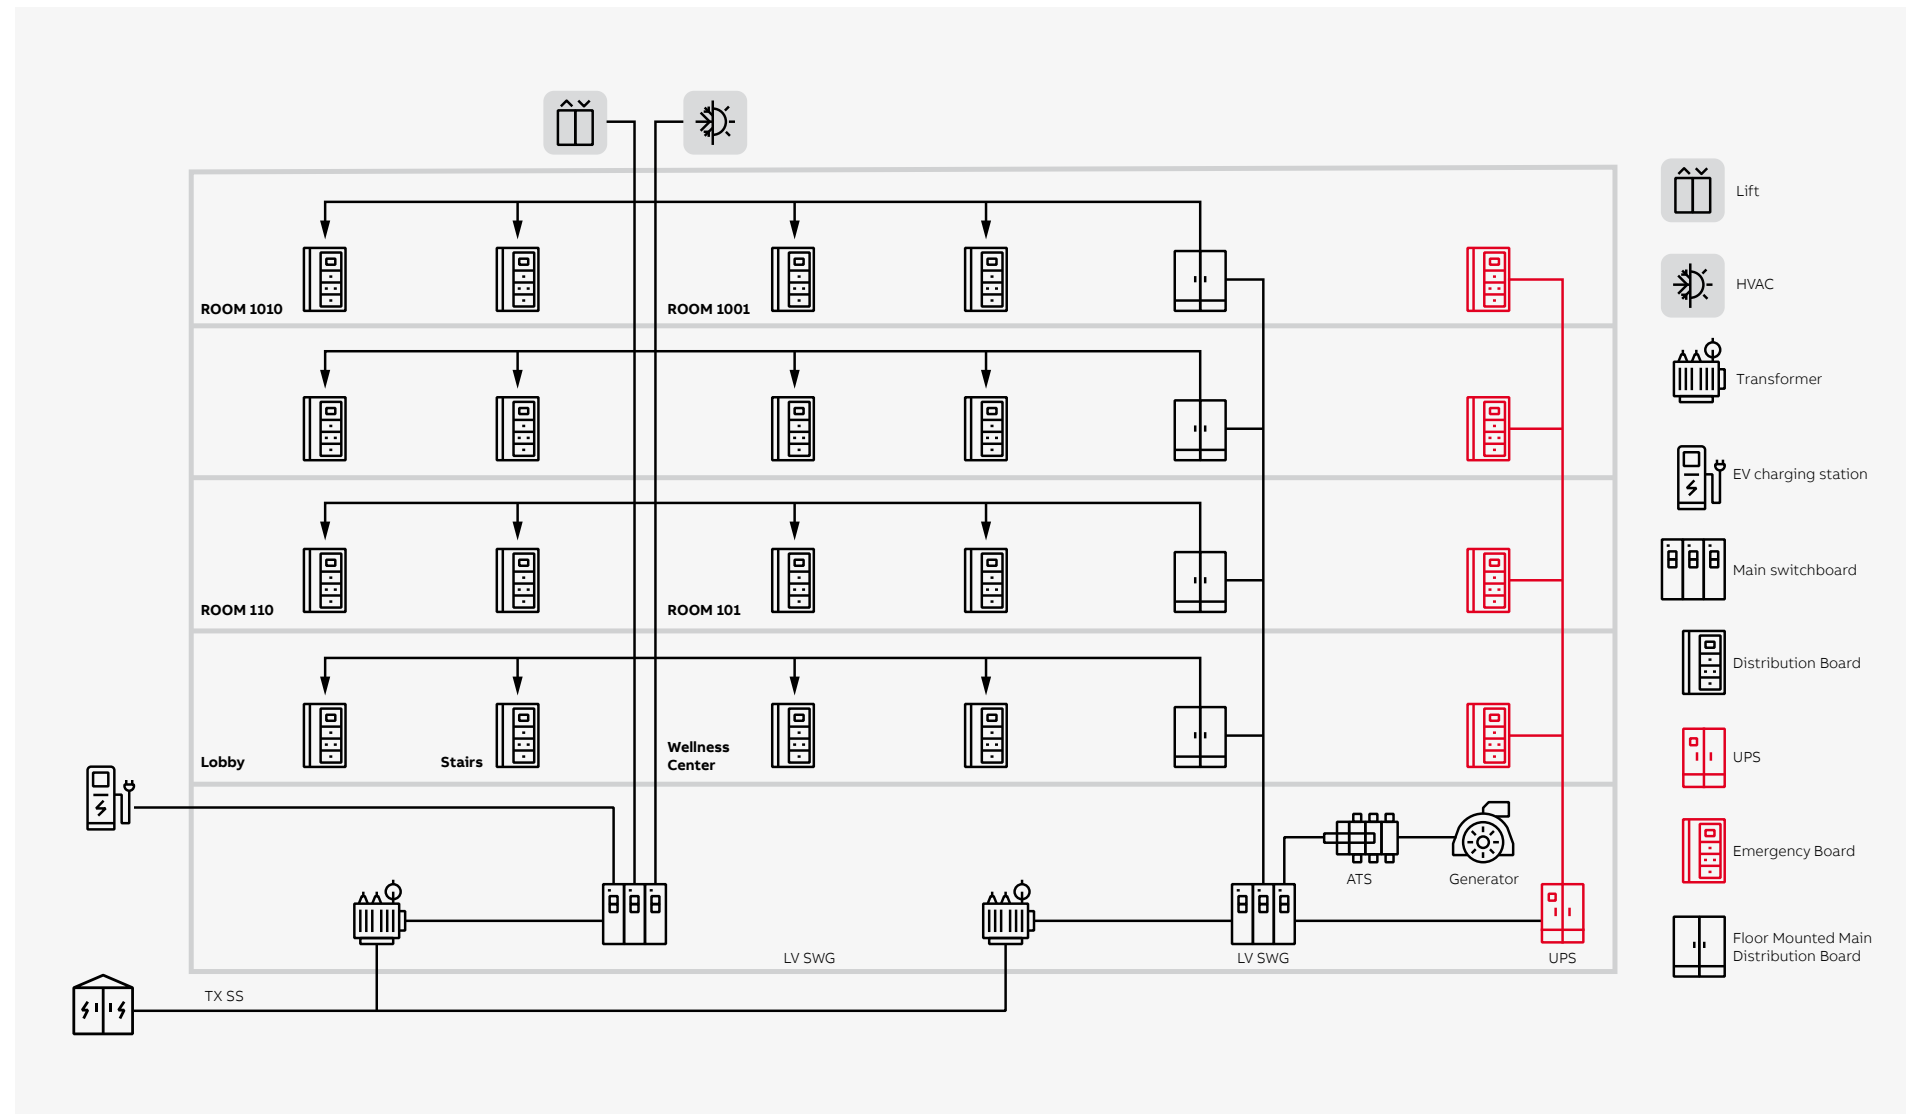 Lift
HVAC
Transformer
EV charging station
Main switchboard
Distribution Board
UPS
Emergency Board
Floor Mounted Main
Distribution Board
ROOM 1010
ROOM 1001
ROOM 110
ROOM 101
Lobby
Stairs
Wellness
Center
ATS
Generator
LV SWG
LV SWG
UPS
TX SS